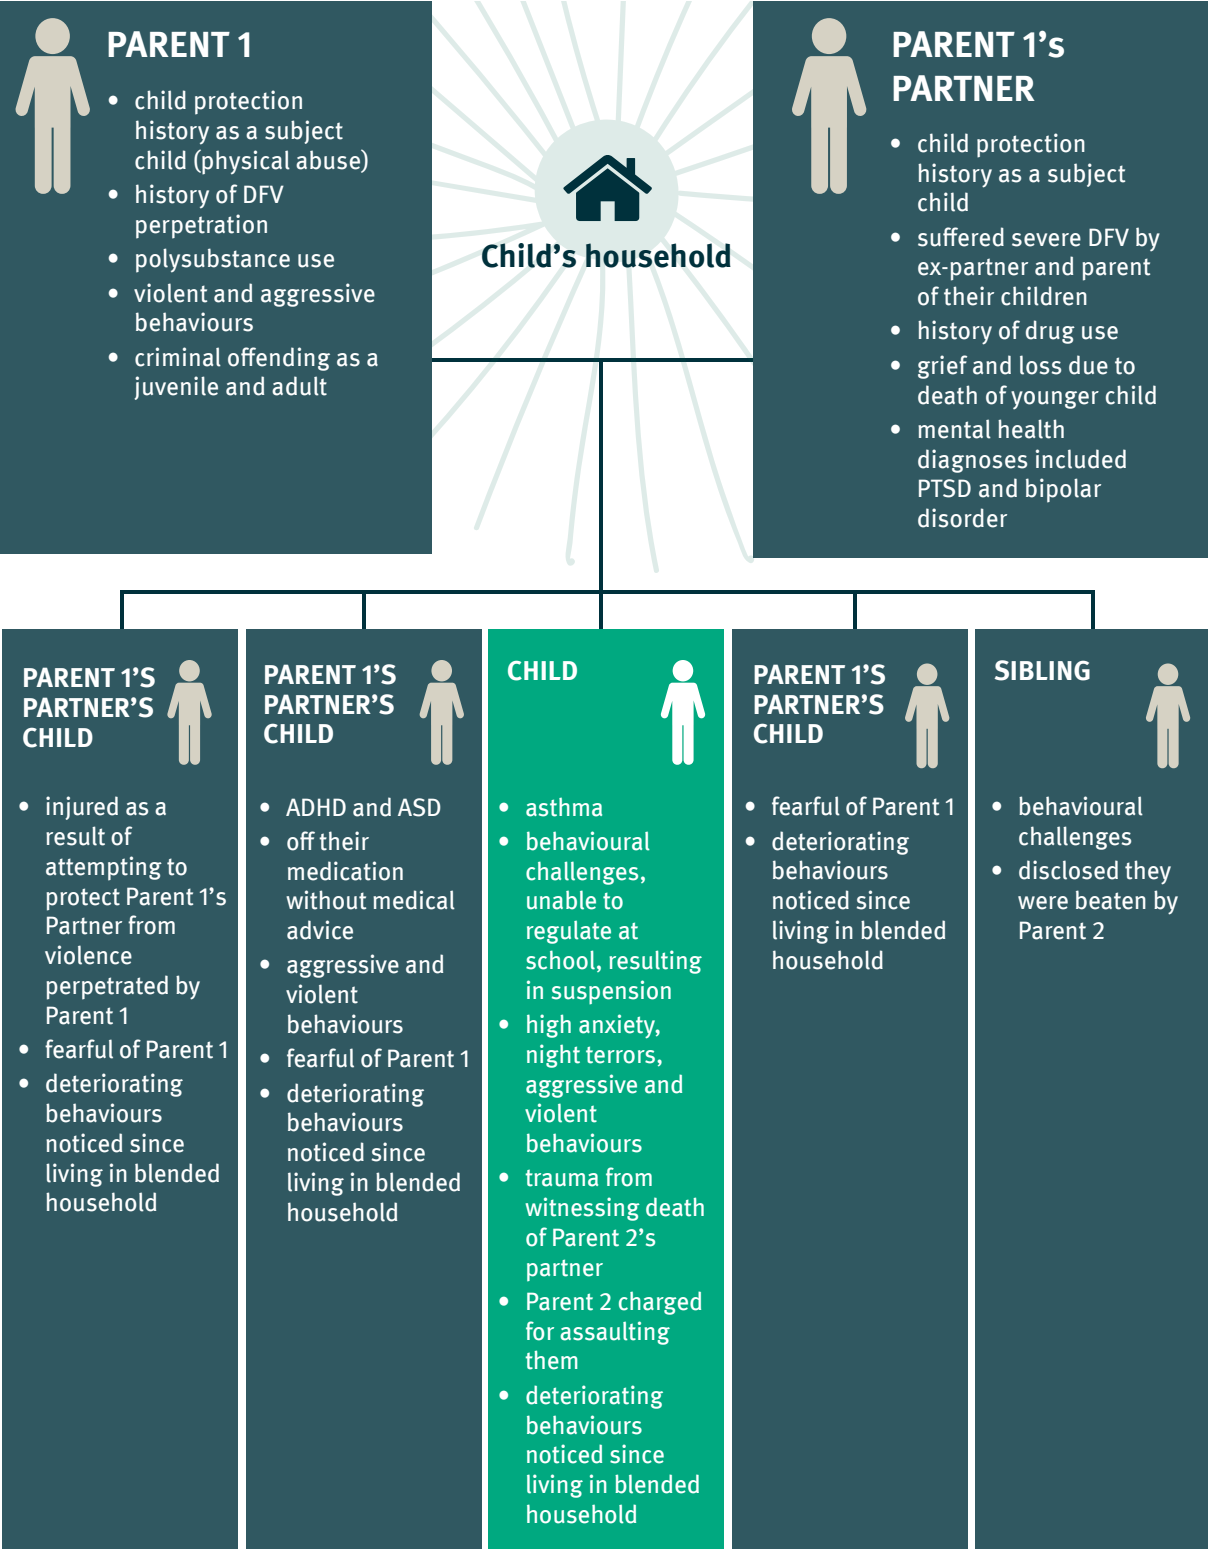 PARENT 1
• child protection
history as a subject
child (physical abuse)
• history of DFV
perpetration
• polysubstance use
• violent and aggressive
behaviours
• criminal offending as a
juvenile and adult
Child’s household
PARENT 1’s
PARTNER
• child protection
history as a subject
child
• suffered severe DFV by
ex-partner and parent
of their children
• history of drug use
• grief and loss due to
death of younger child
• mental health
diagnoses included
PTSD and bipolar
disorder
PARENT 1’S
PARTNER’S
CHILD
• injured as a
result of
attempting to
protect Parent 1’s
Partner from
violence
perpetrated by
Parent 1
• fearful of Parent 1
• deteriorating
behaviours
noticed since
living in blended
household
PARENT 1’S
PARTNER’S
CHILD
• ADHD and ASD
• off their
medication
without medical
advice
• aggressive and
violent
behaviours
• fearful of Parent 1
• deteriorating
behaviours
noticed since
living in blended
household
CHILD
• asthma
• behavioural
challenges,
unable to
regulate at
school, resulting
in suspension
• high anxiety,
night terrors,
aggressive and
violent
behaviours
• trauma from
witnessing death
of Parent 2’s
partner
• Parent 2 charged
for assaulting
them
• deteriorating
behaviours
noticed since
living in blended
household
PARENT 1’S
PARTNER’S
CHILD
• fearful of Parent 1
• deteriorating
behaviours
noticed since
living in blended
household
SIBLING
• behavioural
challenges
• disclosed they
were beaten by
Parent 2